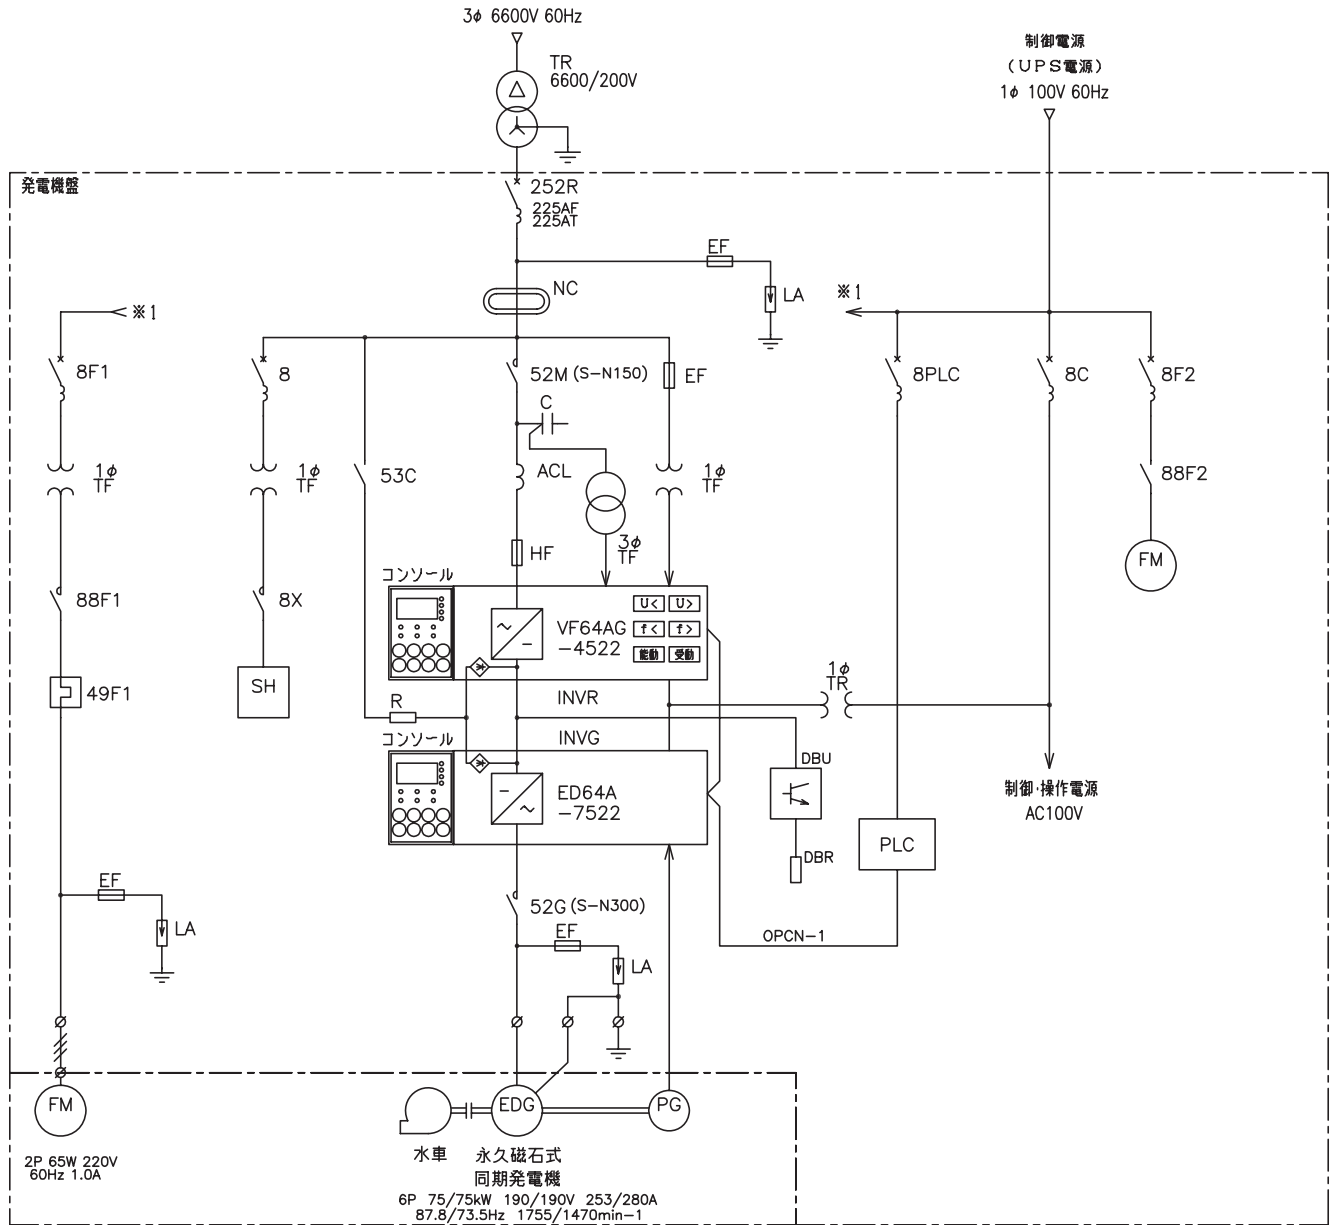 3φ 6600V 60Hz
TR
6600/200V
制御電源
(UPS電源)
1φ 100V 60Hz
発電機盤
252R
225AF
225AT
EF
LA
NC
※1
※1
8F1
8
52M (S-N150)
EF
8PLC
8C
8F2
C
1φ
TF
1φ
TF
53C
ACL
1φ
TF
88F2
3φ
TF
HF
FM
コンソール
88F1
8X
VF64AG
-4522
U<
U>
f<
f>
能動
受動
49F1
SH
R
INVR
1φ
TR
コンソール
INVG
DBU
ED64A
-7522
制御・操作電源
AC100V
PLC
DBR
EF
LA
52G (S-N300)
EF
LA
OPCN-1
FM
EDG
PG
2P 65W 220V
60Hz 1.0A
水車
永久磁石式
同期発電機
6P 75/75kW 190/190V 253/280A
87.8/73.5Hz 1755/1470min-1